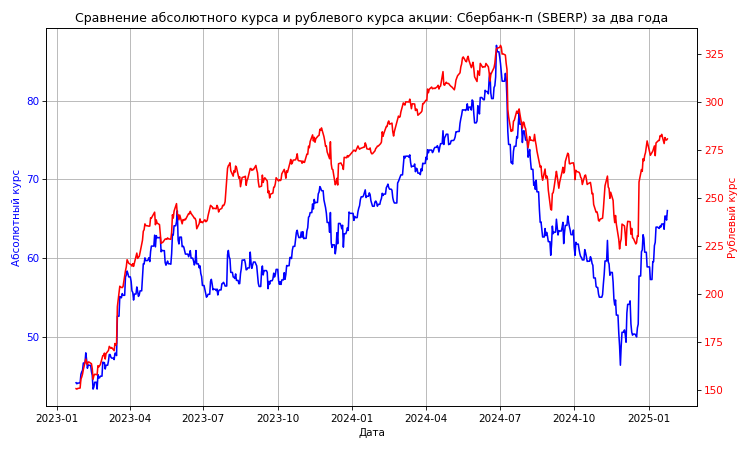 Сравнение абсолютного курса и рублевого курса акции: Сбербанк-п (SBERP) за два года
Абсолютный курс
80
70
60
50
325
300
275
250
225
200
175
150
Рублевый курс
2023-01 2023-04 2023-07 2023-10 2024-01 2024-04 2024-07 2024-10 2025-01
Дата